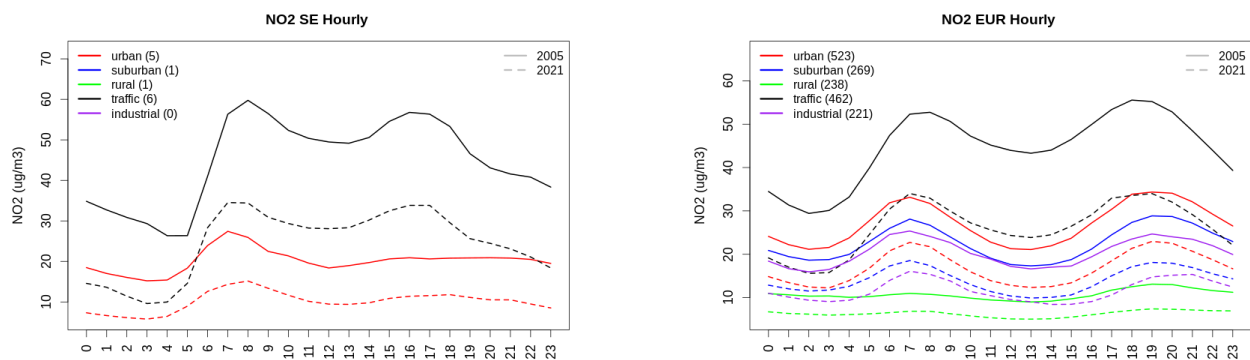 NO2 SE Hourly
NO2 (ug/m3)
70
60
50
40
30
20
10
urban (5)
suburban (1)
rural (1)
traffic (6)
industrial (0)
2005
2021
0 1 2 3 4 5 6 7 8 9 10 11 12 13 14 15 16 17 18 19 20 21 22 23
NO2 EUR Hourly
NO2 (ug/m3)
60
50
40
30
20
10
urban (523)
suburban (269)
rural (238)
traffic (462)
industrial (221)
2005
2021
0 1 2 3 4 5 6 7 8 9 10 11 12 13 14 15 16 17 18 19 20 21 22 23